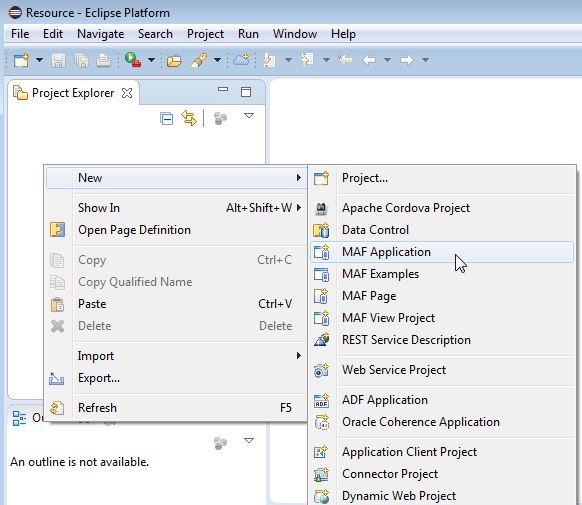 Resource - Eclipse Platform
File Edit Navigate Search Project Run Window Help
Project Explorer
New
Show In Alt+Shift+W
Open Page Definition
Copy Ctrl+C
Copy Qualified Name
Paste Ctrl+V
Delete Delete
Import
Export...
Refresh F5
Project...
Apache Cordova Project
Data Control
MAF Application
MAF Examples
MAF Page
MAF View Project
REST Service Description
Web Service Project
ADF Application
Oracle Coherence Application
Application Client Project
Connector Project
Dynamic Web Project
An outline is not available.